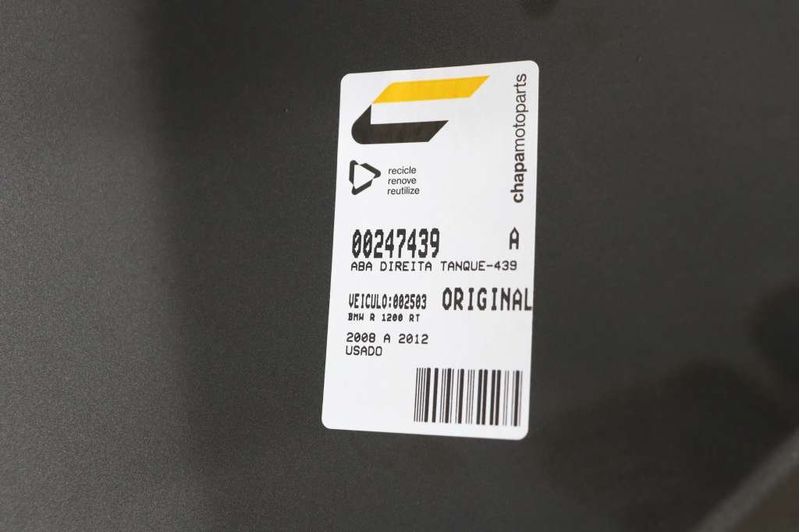 chapamotoparts
recicle
renove
reutilize
00247439 A
ABA DIREITA TANQUE-439
VEICULO:002503 ORIGINAL
BMW R 1200 RT
2008 A 2012
USADO